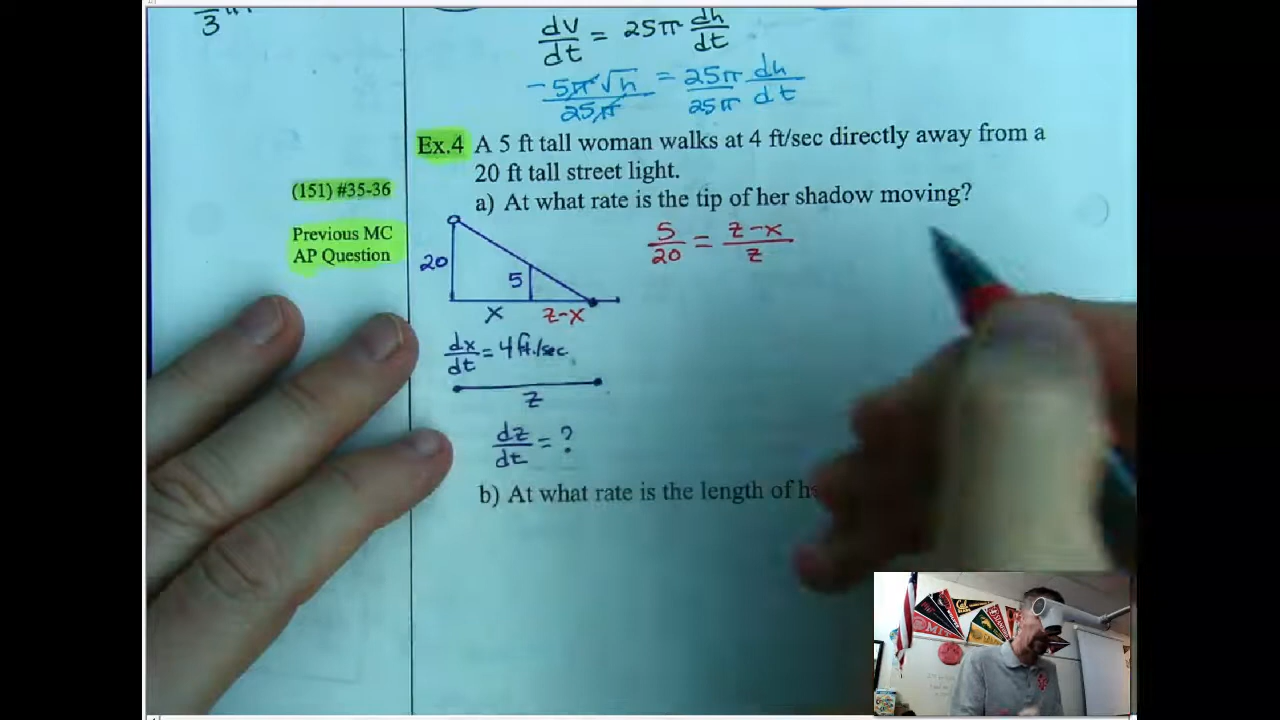 3
dv/dt = 25π dh/dt
-5π√h/25π = 25π/25π dh/dt
Ex.4 A 5 ft tall woman walks at 4 ft/sec directly away from a
20 ft tall street light.
(151) #35-36
a) At what rate is the tip of her shadow moving?
Previous MC
AP Question
5/20 = z-x/z
20
5
x
z-x
dx/dt = 4 ft./sec.
z
dz/dt = ?
b) At what rate is the length of
MIT
Cal